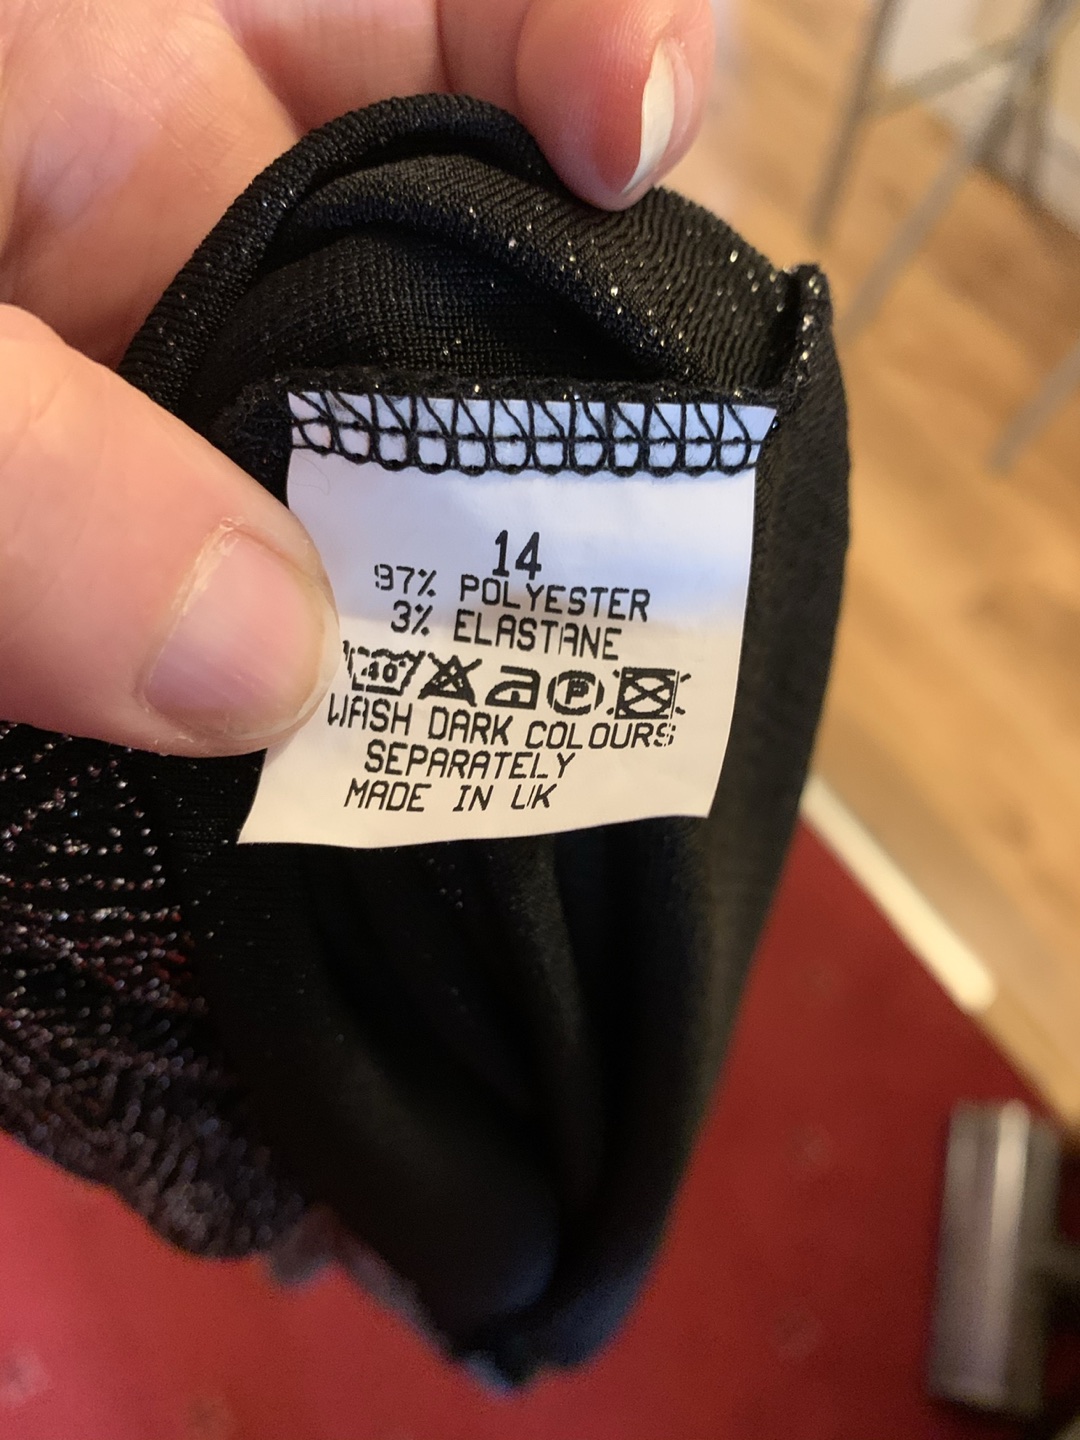 14
97% POLYESTER
3% ELASTANE
40 P
WASH DARK COLOURS
SEPARATELY
MADE IN UK